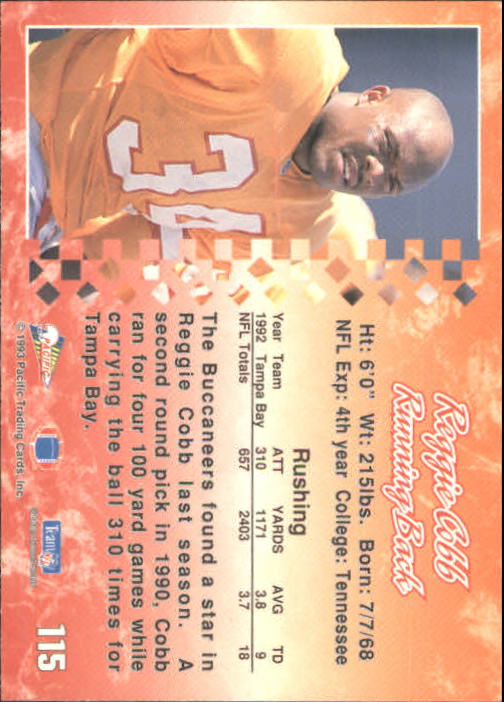 34
Reggie Cobb
Running Back
Ht: 6'0" Wt: 215lbs. Born: 7/7/68
NFL Exp: 4th year College: Tennessee
Rushing
Year Team ATT YARDS AVG TD
1992 Tampa Bay 310 1171 3.8 9
NFL Totals 657 2403 3.7 18
The Buccaneers found a star in
Reggie Cobb last season. A
second round pick in 1990, Cobb
ran for four 100 yard games while
carrying the ball 310 times for
Tampa Bay.
PACIFIC
Team NFL
© 1993 Pacific Trading Cards, Inc.
115